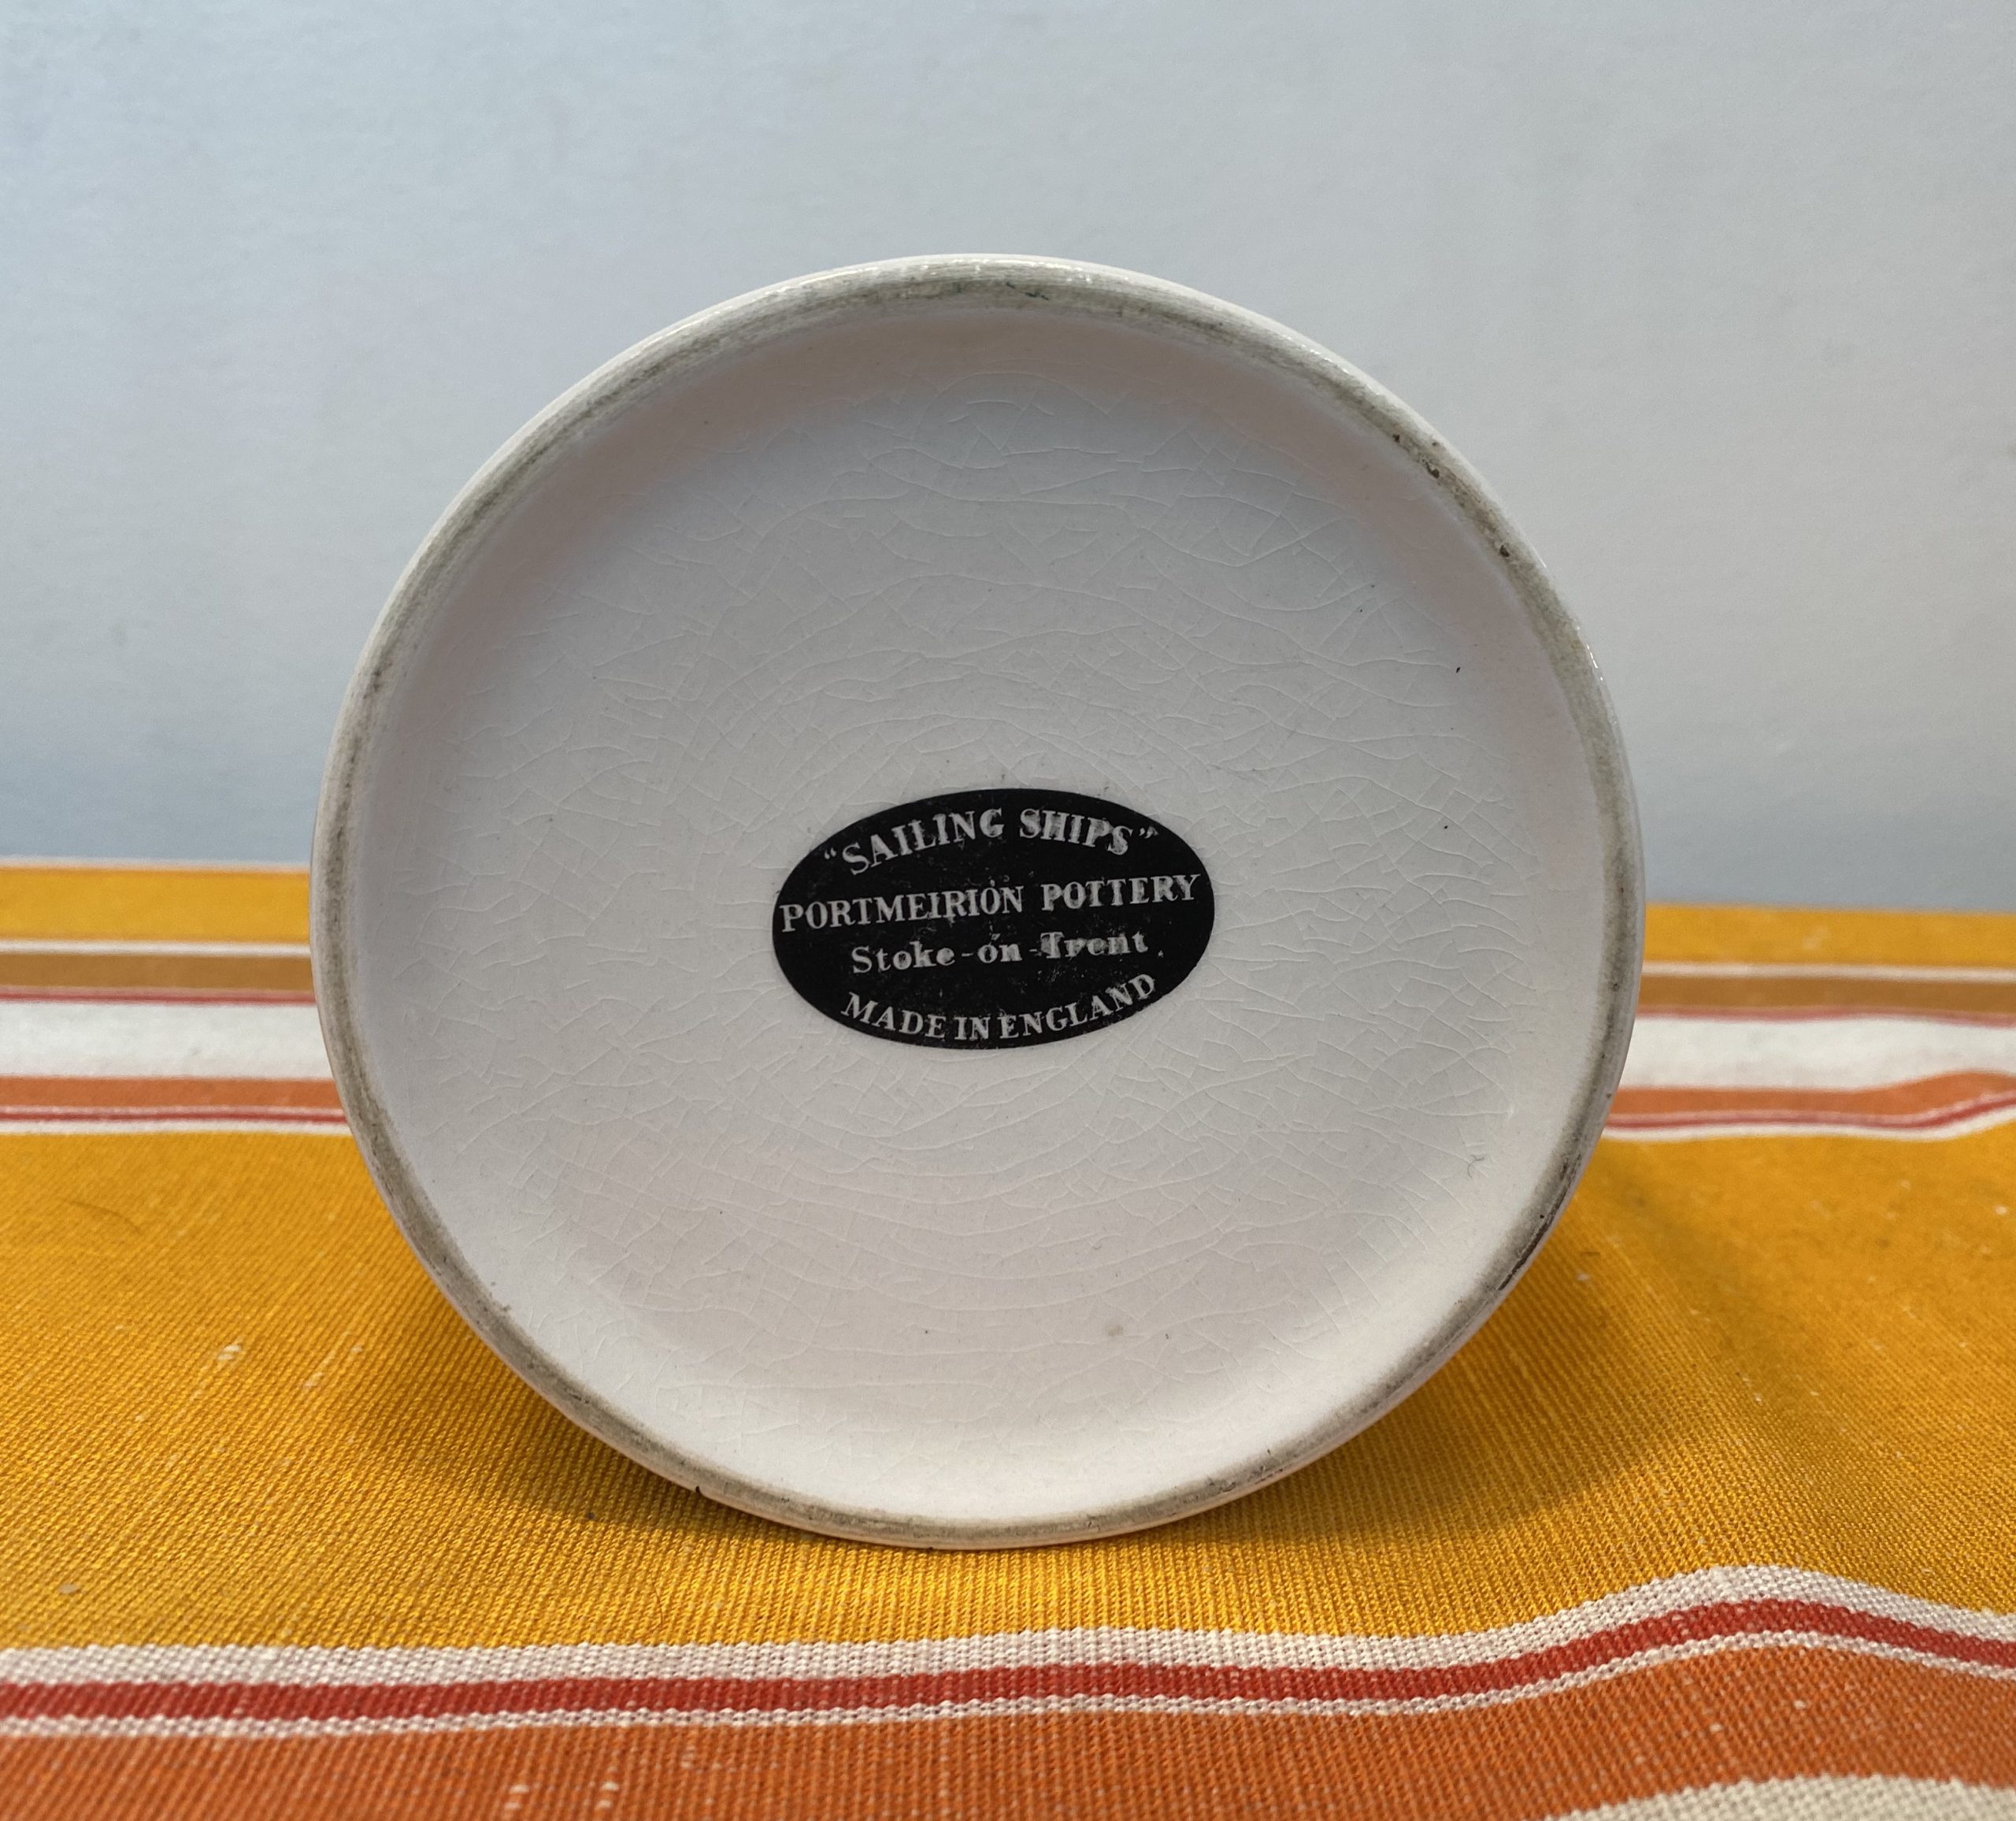 “SAILING SHIPS”
PORTMEIRION POTTERY
Stoke-on-Trent
MADE IN ENGLAND